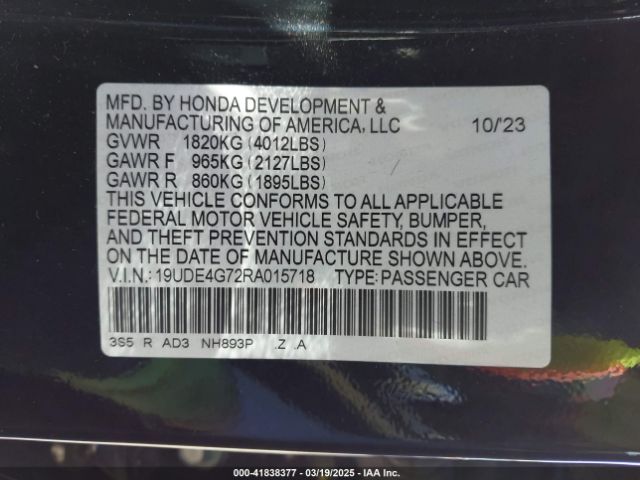 MFD. BY HONDA DEVELOPMENT &
MANUFACTURING OF AMERICA, LLC 10/'23
GVWR 1820KG (4012LBS)
GAWR F 965KG (2127LBS)
GAWR R 860KG (1895LBS)
THIS VEHICLE CONFORMS TO ALL APPLICABLE
FEDERAL MOTOR VEHICLE SAFETY, BUMPER,
AND THEFT PREVENTION STANDARDS IN EFFECT
ON THE DATE OF MANUFACTURE SHOWN ABOVE.
V.I.N.: 19UDE4G72RA015718 TYPE: PASSENGER CAR
3S5 R AD3 NH893P .Z .A
000-41838377 | 03/19/2025 | IAA Inc.